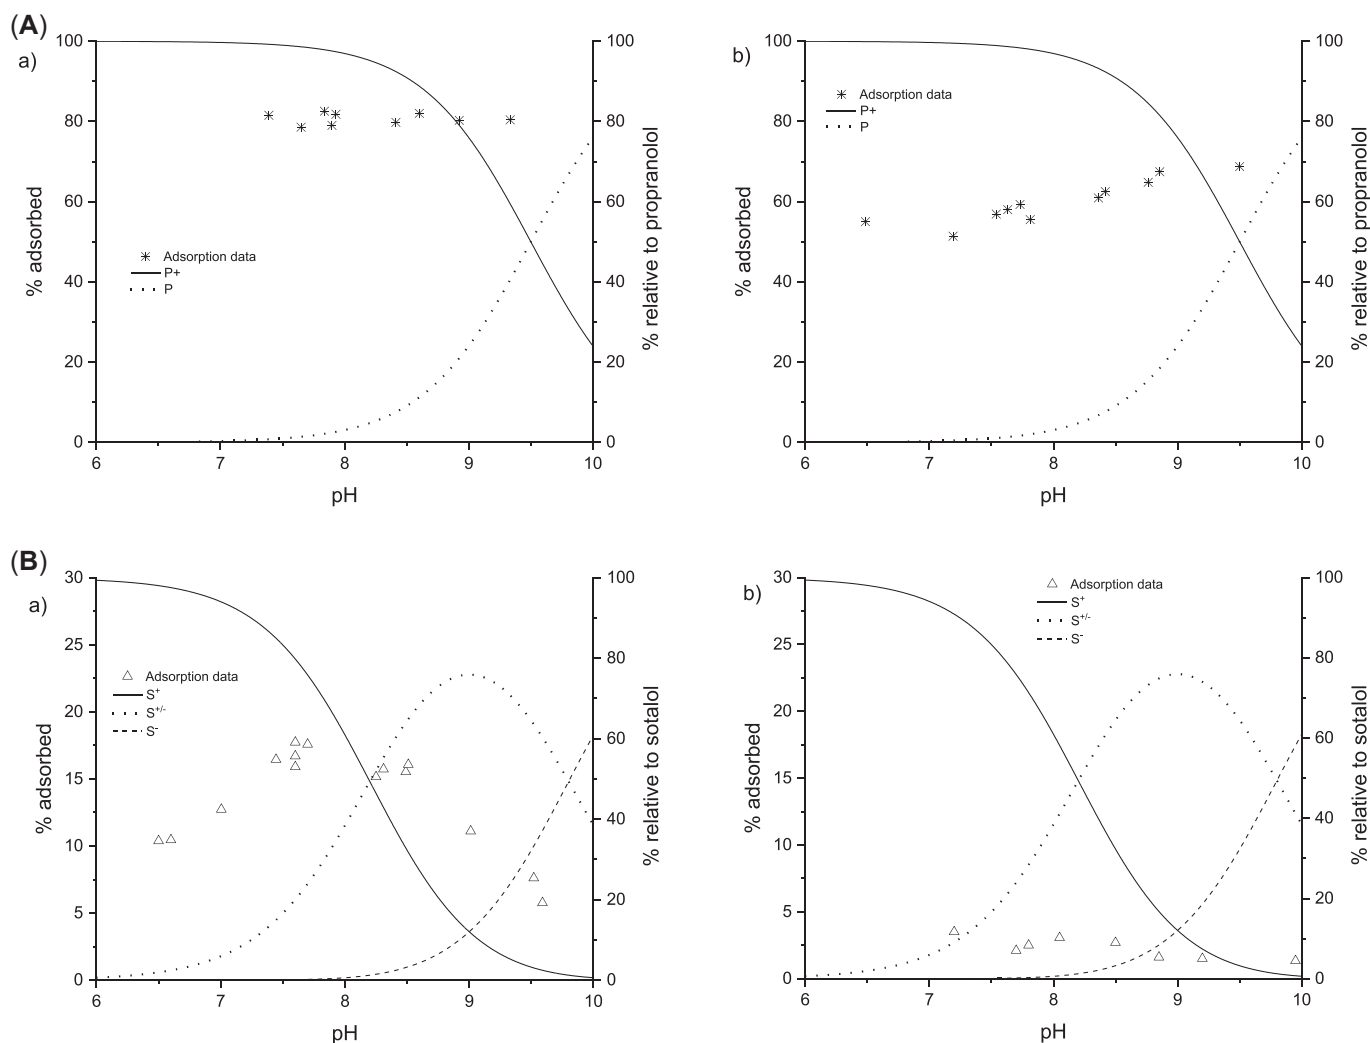 (A)
a)
100
80
60
40
20
0
% adsorbed
Adsorption data
P+
P
100
80
60
40
20
0
% relative to propranolol
6 7 8 9 10
pH
b)
100
80
60
40
20
0
% adsorbed
Adsorption data
P+
P
100
80
60
40
20
0
% relative to propranolol
6 7 8 9 10
pH
(B)
a)
30
25
20
15
10
5
0
% adsorbed
Adsorption data
S⁺
S⁺/⁻
S⁻
100
80
60
40
20
0
% relative to sotalol
6 7 8 9 10
pH
b)
30
25
20
15
10
5
0
% adsorbed
Adsorption data
S⁺
S⁺/⁻
S⁻
100
80
60
40
20
0
% relative to sotalol
6 7 8 9 10
pH